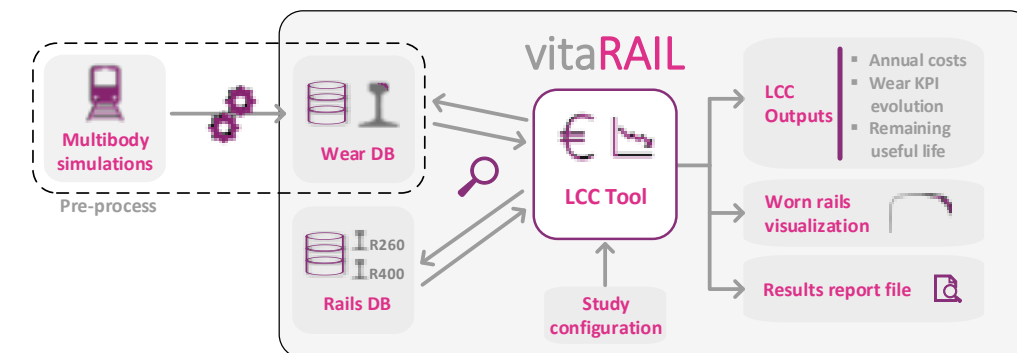 vitaRAIL
Multibody
simulations
Pre-process
Wear DB
R260
R400
Rails DB
€
LCC Tool
Study
configuration
LCC
Outputs
▪ Annual costs
▪ Wear KPI
evolution
▪ Remaining
useful life
Worn rails
visualization
Results report file